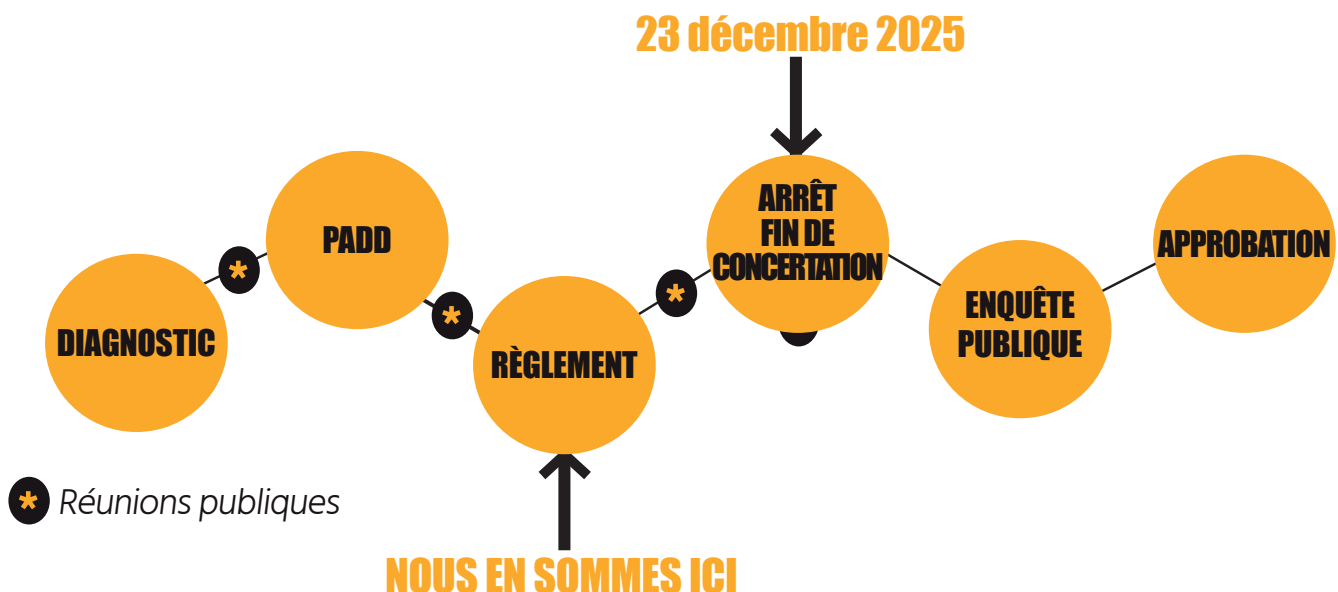 23 décembre 2025
DIAGNOSTIC
*
PADD
*
RÈGLEMENT
*
ARRÊT
FIN DE
CONCERTATION
ENQUÊTE
PUBLIQUE
APPROBATION
* Réunions publiques
NOUS EN SOMMES ICI